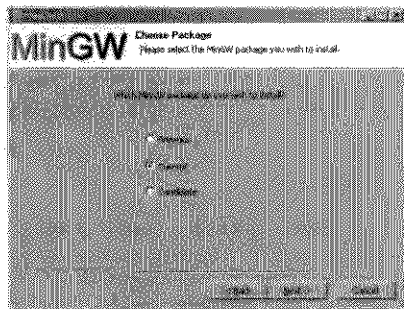 MinGW
Choose Package
Please select the MinGW package you wish to install.
Which MinGW package do you wish to install?
Previous
Current
Candidate
< Back
Next >
Cancel